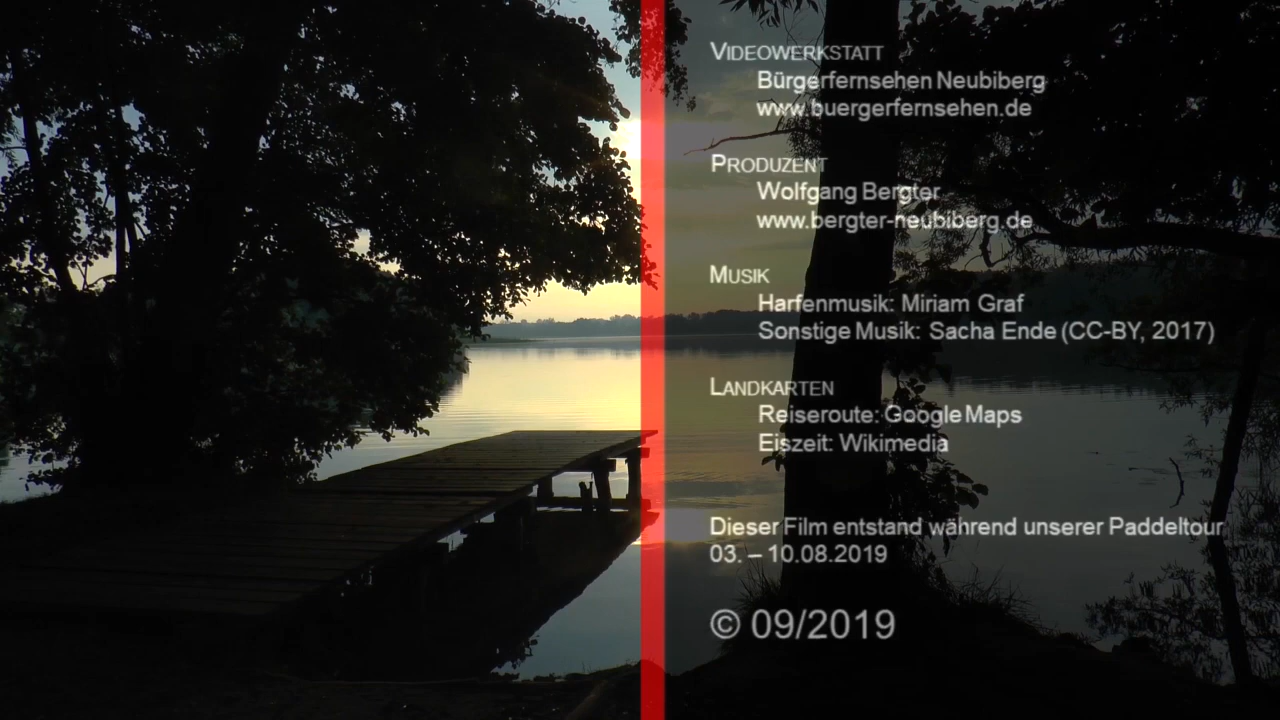 VIDEOWERKSTATT
Bürgerfernsehen Neubiberg
www.buergerfernsehen.de
PRODUZENT
Wolfgang Bergter
www.bergter-neubiberg.de
MUSIK
Harfenmusik: Miriam Graf
Sonstige Musik: Sacha Ende (CC-BY, 2017)
LANDKARTEN
Reiseroute: Google Maps
Eiszeit: Wikimedia
Dieser Film entstand während unserer Paddeltour
03. – 10.08.2019
© 09/2019